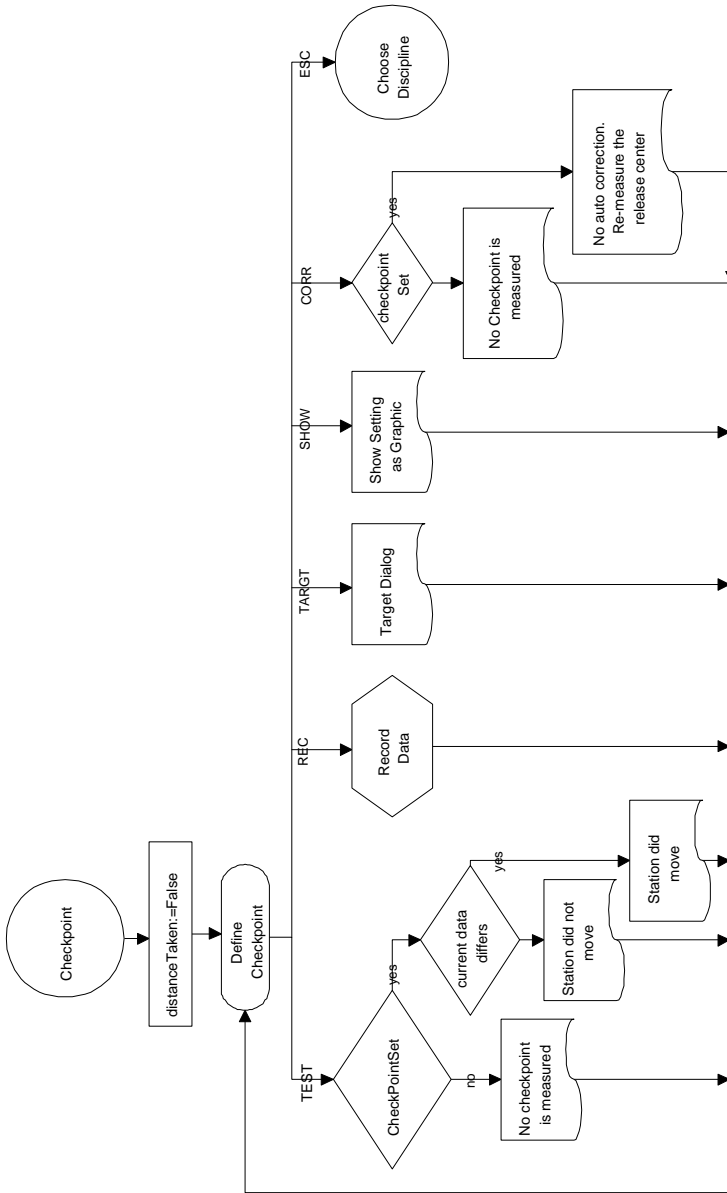 Checkpoint
distanceTaken:=False
Define
Checkpoint
TEST
REC
TARGT
SHOW
CORR
ESC
CheckPointSet
yes
no
current data
differs
yes
No checkpoint
is measured
Station did not
move
Station did
move
Record
Data
Target Dialog
Show Setting
as Graphic
checkpoint
Set
yes
No Checkpoint is
measured
No auto correction.
Re-measure the
release center
Choose
Discipline